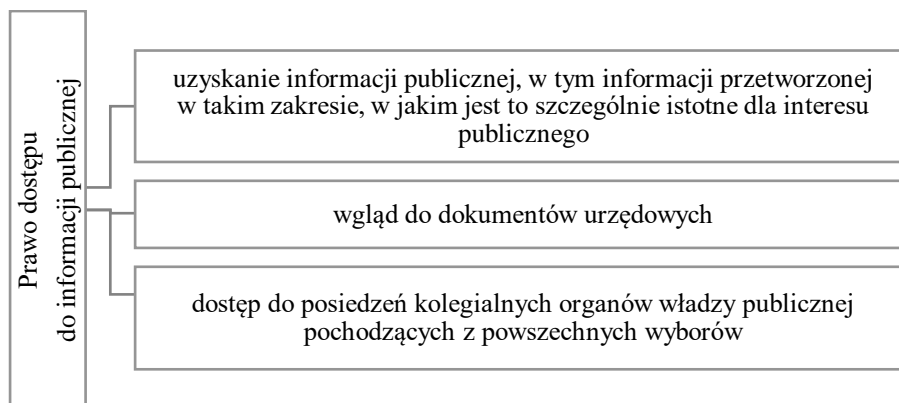 Prawo dostępu
do informacji publicznej
uzyskanie informacji publicznej, w tym informacji przetworzonej
w takim zakresie, w jakim jest to szczególnie istotne dla interesu
publicznego
wgląd do dokumentów urzędowych
dostęp do posiedzeń kolegialnych organów władzy publicznej
pochodzących z powszechnych wyborów